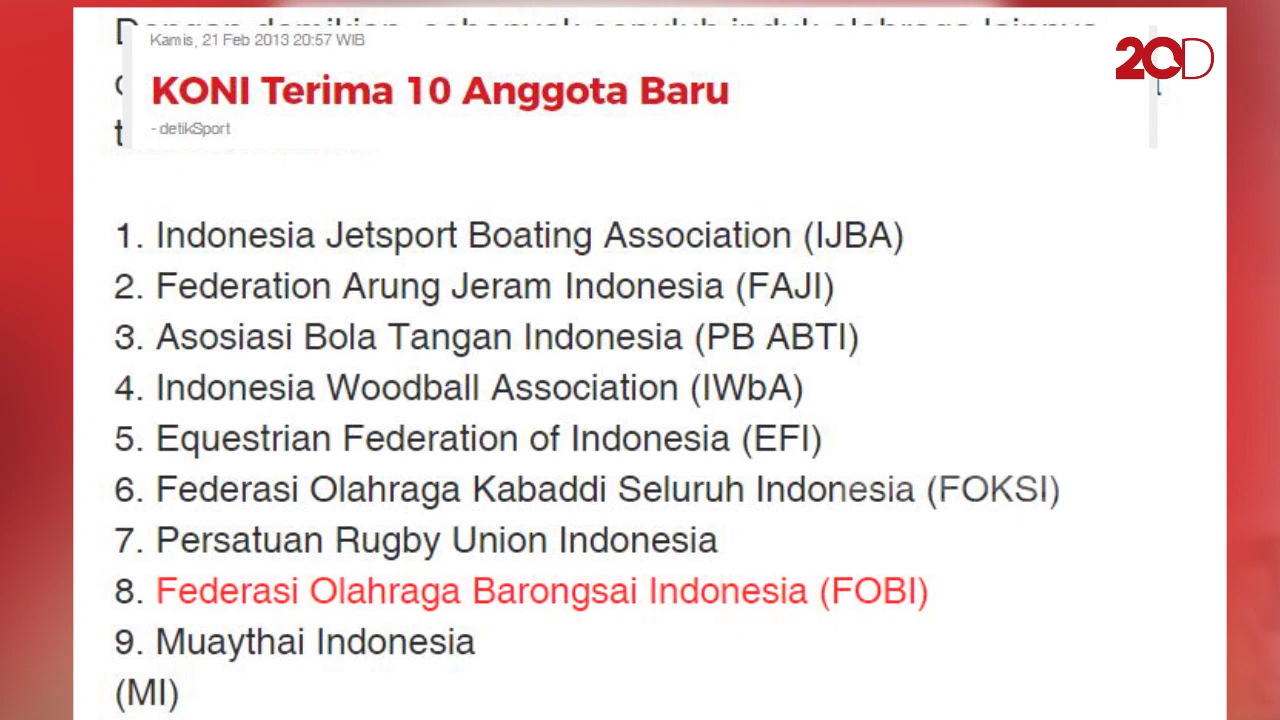 Kamis, 21 Feb 2013 20:57 WIB
20D
KONI Terima 10 Anggota Baru
- detikSport
1. Indonesia Jetsport Boating Association (IJBA)
2. Federation Arung Jeram Indonesia (FAJI)
3. Asosiasi Bola Tangan Indonesia (PB ABTI)
4. Indonesia Woodball Association (IWbA)
5. Equestrian Federation of Indonesia (EFI)
6. Federasi Olahraga Kabaddi Seluruh Indonesia (FOKSI)
7. Persatuan Rugby Union Indonesia
8. Federasi Olahraga Barongsai Indonesia (FOBI)
9. Muaythai Indonesia
(MI)